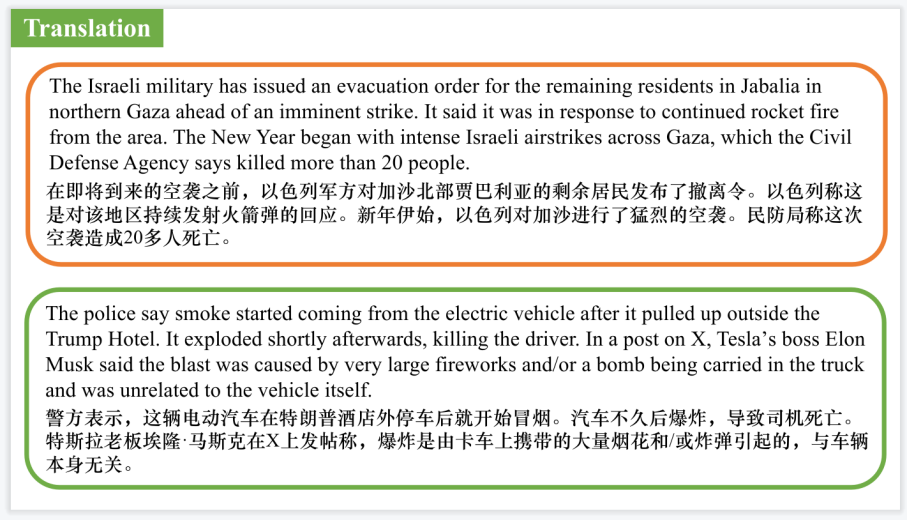 Translation
The Israeli military has issued an evacuation order for the remaining residents in Jabalia in
northern Gaza ahead of an imminent strike. It said it was in response to continued rocket fire
from the area. The New Year began with intense Israeli airstrikes across Gaza, which the Civil
Defense Agency says killed more than 20 people.
在即将到来的空袭之前，以色列军方对加沙北部贾巴利亚的剩余居民发布了撤离令。以色列称这
是对该地区持续发射火箭弹的回应。新年伊始，以色列对加沙进行了猛烈的空袭。民防局称这次
空袭造成20多人死亡。
The police say smoke started coming from the electric vehicle after it pulled up outside the
Trump Hotel. It exploded shortly afterwards, killing the driver. In a post on X, Tesla’s boss Elon
Musk said the blast was caused by very large fireworks and/or a bomb being carried in the truck
and was unrelated to the vehicle itself.
警方表示，这辆电动汽车在特朗普酒店外停车后就开始冒烟。汽车不久后爆炸，导致司机死亡。
特斯拉老板埃隆·马斯克在X上发帖称，爆炸是由卡车上携带的大量烟花和/或炸弹引起的，与车辆
本身无关。